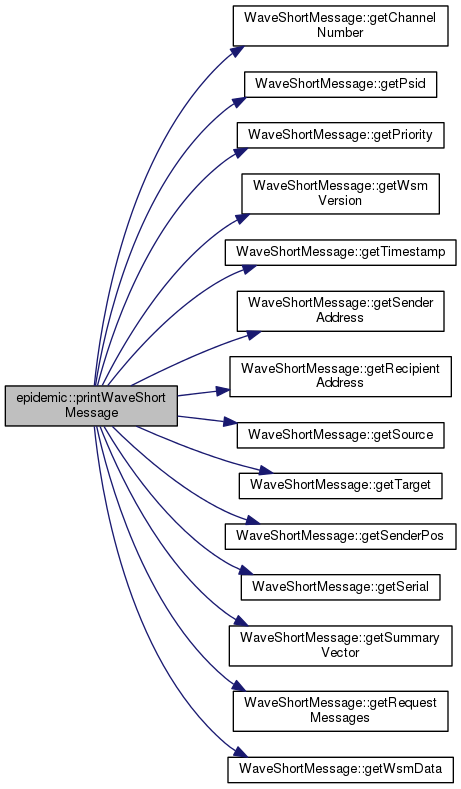 WaveShortMessage::getChannel
Number
WaveShortMessage::getPsid
WaveShortMessage::getPriority
WaveShortMessage::getWsm
Version
WaveShortMessage::getTimestamp
WaveShortMessage::getSender
Address
WaveShortMessage::getRecipient
Address
epidemic::printWaveShort
Message
WaveShortMessage::getSource
WaveShortMessage::getTarget
WaveShortMessage::getSenderPos
WaveShortMessage::getSerial
WaveShortMessage::getSummary
Vector
WaveShortMessage::getRequest
Messages
WaveShortMessage::getWsmData